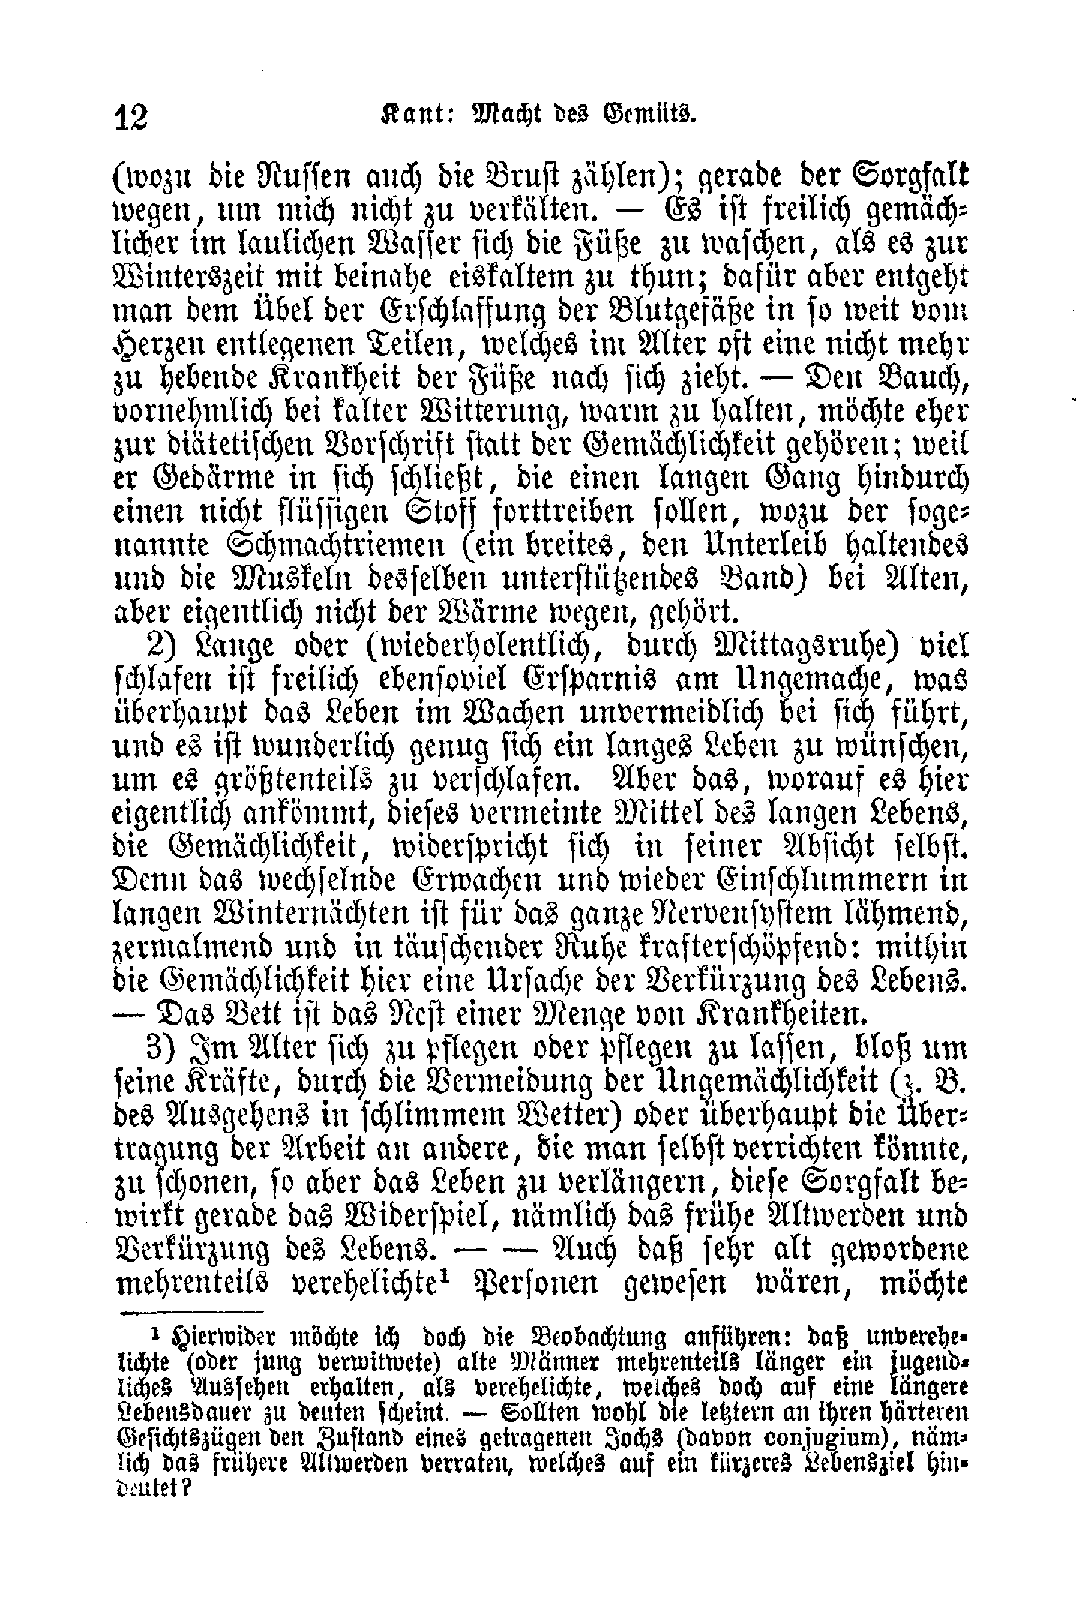 12 Kant: Macht des Gemüts.
(wozu die Russen auch die Brust zählen); gerade der Sorgfalt
wegen, um mich nicht zu verkälten. — Es ist freilich gemäch-
licher im laulichen Wasser sich die Füße zu waschen, als es zur
Winterszeit mit beinahe eiskaltem zu thun; dafür aber entgeht
man dem Übel der Erschlaffung der Blutgefäße in so weit vom
Herzen entlegenen Teilen, welches im Alter oft eine nicht mehr
zu hebende Krankheit der Füße nach sich zieht. — Den Bauch,
vornehmlich bei kalter Witterung, warm zu halten, möchte eher
zur diätetischen Vorschrift statt der Gemächlichkeit gehören; weil
er Gedärme in sich schließt, die einen langen Gang hindurch
einen nicht flüssigen Stoff forttreiben sollen, wozu der soge-
nannte Schmachtriemen (ein breites, den Unterleib haltendes
und die Muskeln desselben unterstützendes Band) bei Alten,
aber eigentlich nicht der Wärme wegen, gehört.
2) Lange oder (wiederholentlich, durch Mittagsruhe) viel
schlafen ist freilich ebensoviel Ersparnis am Ungemache, was
überhaupt das Leben im Wachen unvermeidlich bei sich führt,
und es ist wunderlich genug sich ein langes Leben zu wünschen,
um es größtenteils zu verschlafen. Aber das, worauf es hier
eigentlich ankömmt, dieses vermeinte Mittel des langen Lebens,
die Gemächlichkeit, widerspricht sich in seiner Absicht selbst.
Denn das wechselnde Erwachen und wieder Einschlummern in
langen Winternächten ist für das ganze Nervensystem lähmend,
zermalmend und in täuschender Ruhe krafterschöpfend: mithin
die Gemächlichkeit hier eine Ursache der Verkürzung des Lebens.
— Das Bett ist das Nest einer Menge von Krankheiten.
3) Im Alter sich zu pflegen oder pflegen zu lassen, bloß um
seine Kräfte, durch die Vermeidung der Ungemächlichkeit (z. B.
des Ausgehens in schlimmem Wetter) oder überhaupt die Über-
tragung der Arbeit an andere, die man selbst verrichten könnte,
zu schonen, so aber das Leben zu verlängern, diese Sorgfalt be-
wirkt gerade das Widerspiel, nämlich das frühe Altwerden und
Verkürzung des Lebens. — — Auch daß sehr alt gewordene
mehrenteils verehelichte¹ Personen gewesen wären, möchte
¹ Hierwider möchte ich doch die Beobachtung anführen: daß unverehe-
lichte (oder jung verwitwete) alte Männer mehrenteils länger ein jugend-
liches Aussehen erhalten, als verehelichte, welches doch auf eine längere
Lebensdauer zu deuten scheint. — Sollten wohl die letztern an ihren härteren
Gesichtszügen den Zustand eines getragenen Jochs (davon conjugium), näm-
lich das frühere Altwerden verraten, welches auf ein kürzeres Lebensziel hin-
deutet?